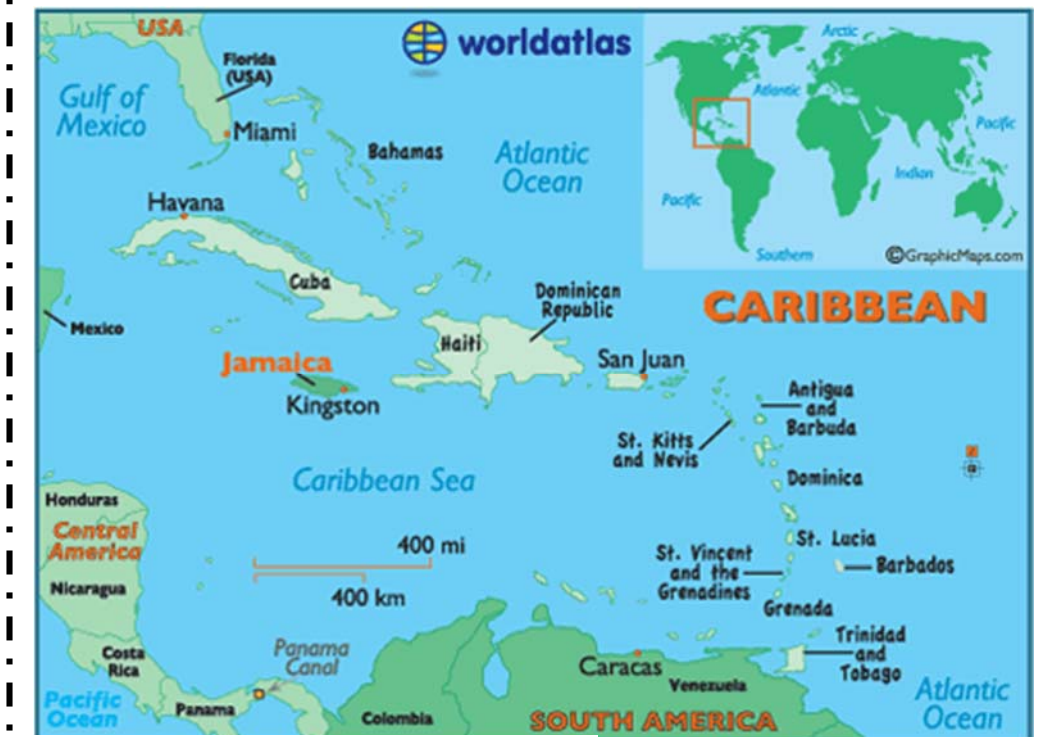 USA
worldatlas
Arctic
Florida
(USA)
Gulf of
Mexico
Atlantic
Miami
Pacific
Bahamas
Atlantic
Ocean
Indian
Pacific
Havana
Southern
©GraphicMaps.com
Cuba
Dominican
Republic
CARIBBEAN
Mexico
Haiti
San Juan
Jamaica
Kingston
Antigua
and
Barbuda
St. Kitts
and Nevis
Caribbean Sea
Dominica
Honduras
Central
America
400 mi
St. Lucia
St. Vincent
and the
Grenadines
Barbados
Nicaragua
400 km
Grenada
Trinidad
and
Tobago
Costa
Rica
Panama
Canal
Caracas
Venezuela
Pacific
Ocean
Panama
Colombia
SOUTH AMERICA
Atlantic
Ocean